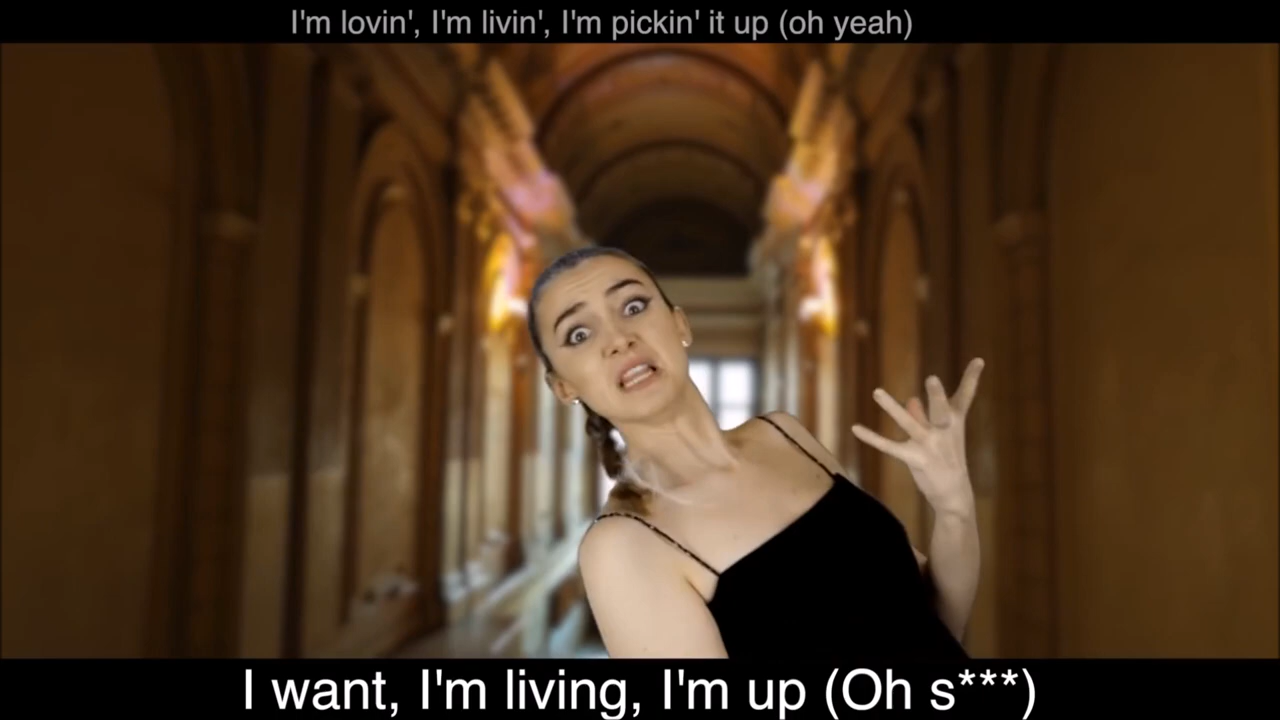 I'm lovin', I'm livin', I'm pickin' it up (oh yeah)
I want, I'm living, I'm up (Oh s***)